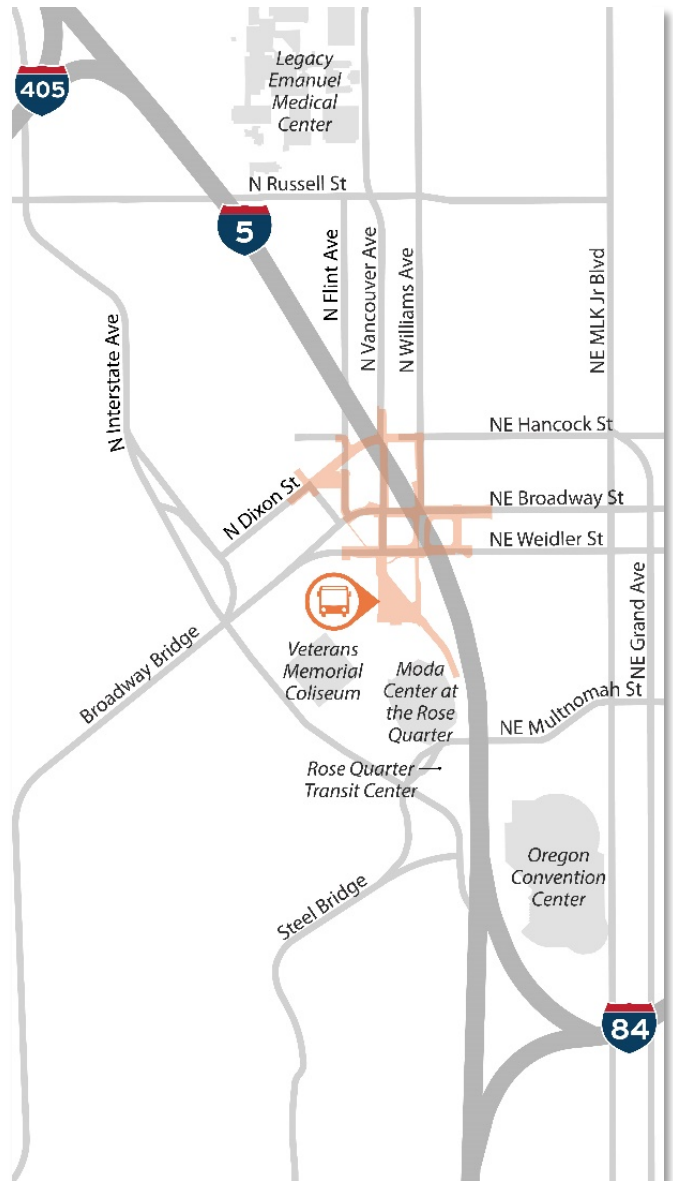 405
Legacy
Emanuel
Medical
Center
N Russell St
5
N Flint Ave
N Vancouver Ave
N Williams Ave
NE MLK Jr Blvd
N Interstate Ave
NE Hancock St
N Dixon St
NE Broadway St
NE Weidler St
NE Grand Ave
Broadway Bridge
Veterans
Memorial
Coliseum
Moda
Center at
the Rose
Quarter
NE Multnomah St
Rose Quarter
Transit Center
Oregon
Convention
Center
Steel Bridge
84